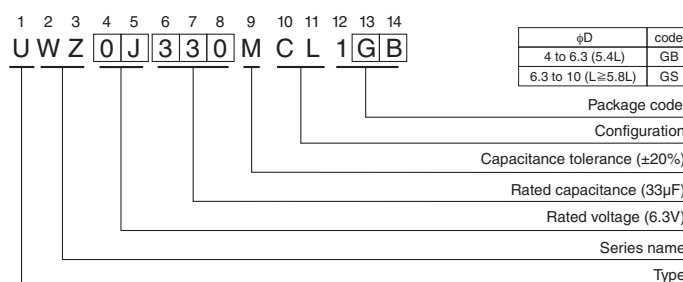 1 2 3 4 5 6 7 8 9 10 11 12 13 14
U W Z 0 J 3 3 0 M C L 1 G B
ϕD code
4 to 6.3 (5.4L) GB
6.3 to 10 (L≧5.8L) GS
Package code
Configuration
Capacitance tolerance (±20%)
Rated capacitance (33µF)
Rated voltage (6.3V)
Series name
Type